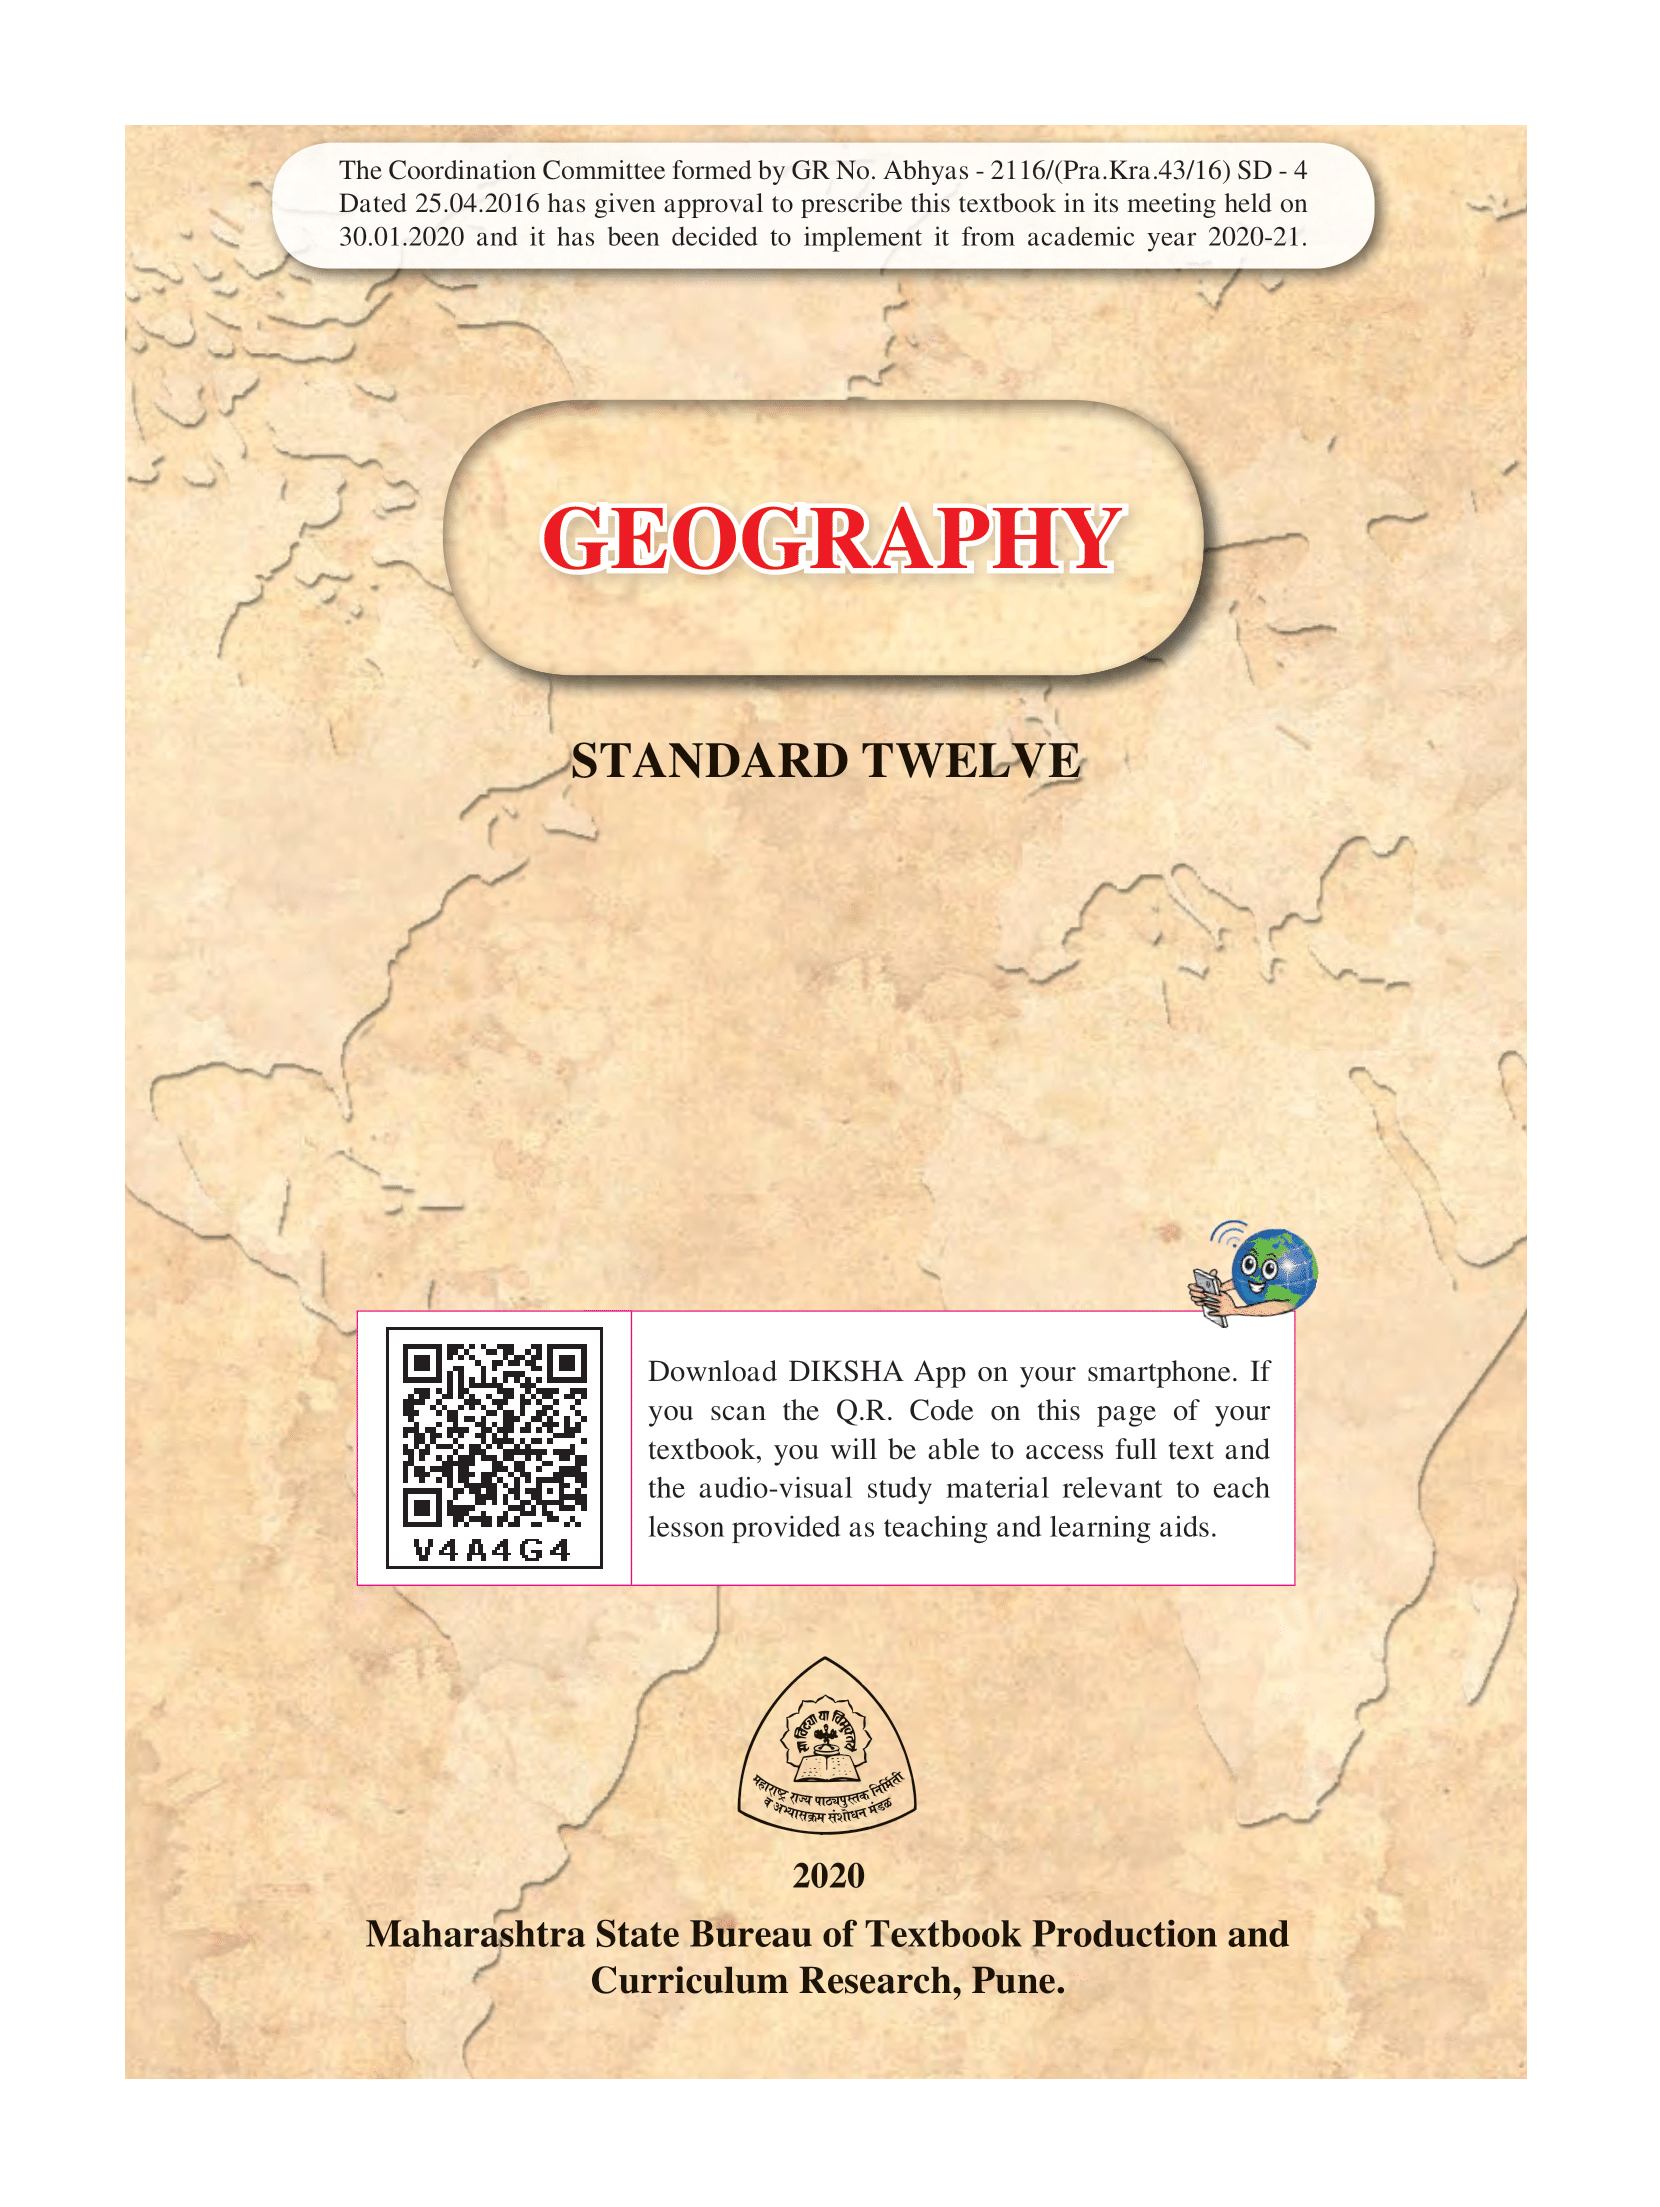 The Coordination Committee formed by GR No. Abhyas - 2116/(Pra.Kra.43/16) SD - 4
Dated 25.04.2016 has given approval to prescribe this textbook in its meeting held on
30.01.2020 and it has been decided to implement it from academic year 2020-21.
GEOGRAPHY
STANDARD TWELVE
Download DIKSHA App on your smartphone. If
you scan the Q.R. Code on this page of your
textbook, you will be able to access full text and
the audio-visual study material relevant to each
lesson provided as teaching and learning aids.
V4A4G4
सा विद्या या विमुक्तये
महाराष्ट्र राज्य पाठ्यपुस्तक निर्मिती
व अभ्यासक्रम संशोधन मंडळ
2020
Maharashtra State Bureau of Textbook Production and
Curriculum Research, Pune.